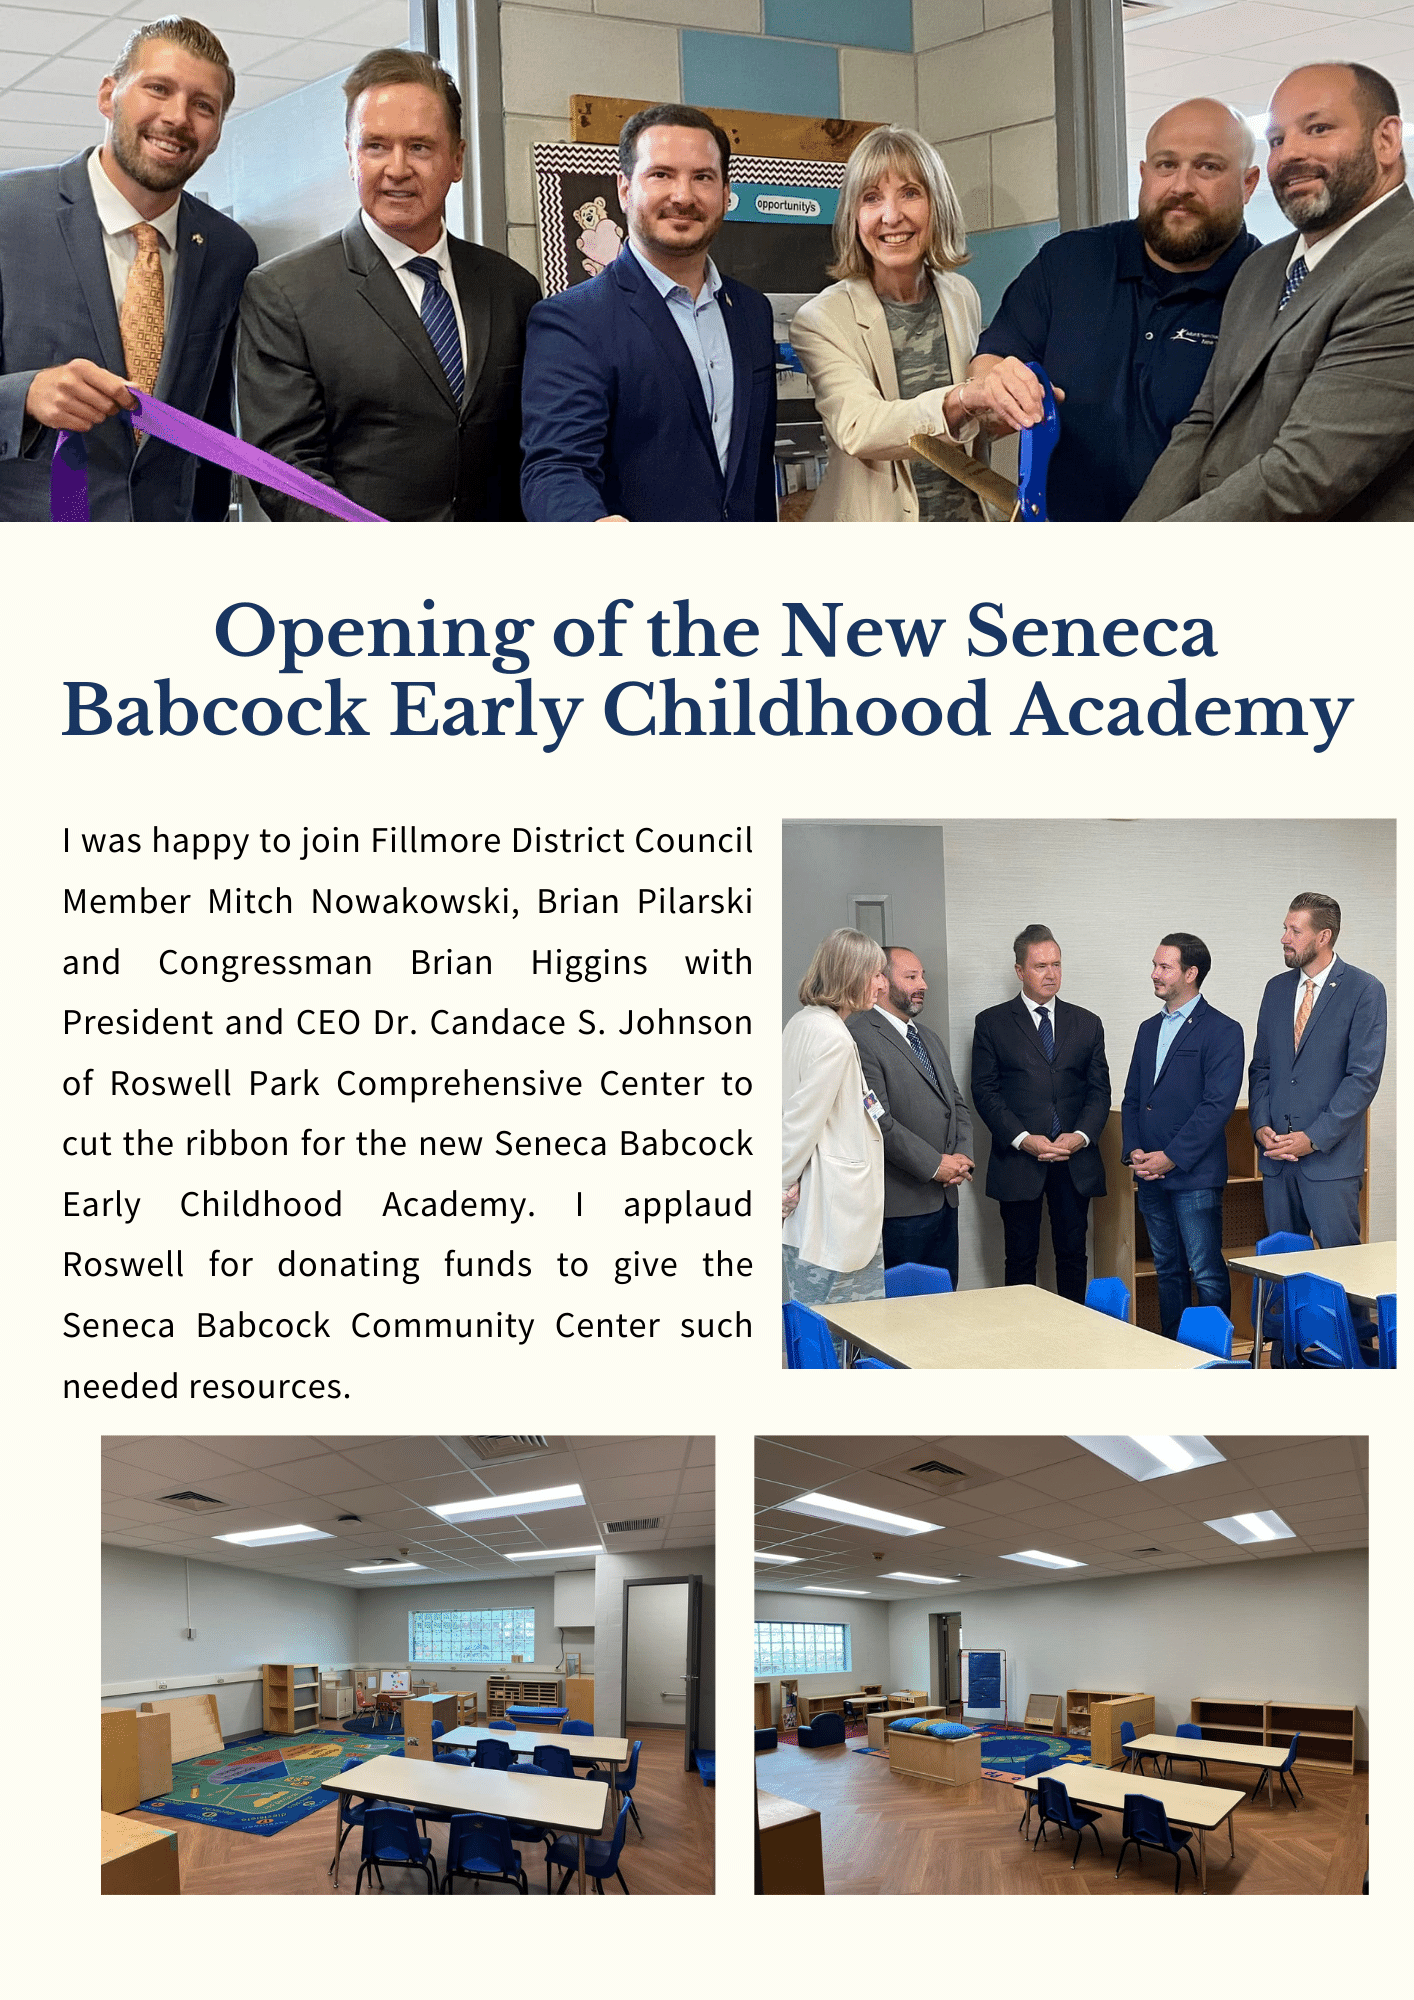 opportunity's
Opening of the New Seneca
Babcock Early Childhood Academy
I was happy to join Fillmore District Council
Member Mitch Nowakowski, Brian Pilarski
and Congressman Brian Higgins with
President and CEO Dr. Candace S. Johnson
of Roswell Park Comprehensive Center to
cut the ribbon for the new Seneca Babcock
Early Childhood Academy. I applaud
Roswell for donating funds to give the
Seneca Babcock Community Center such
needed resources.